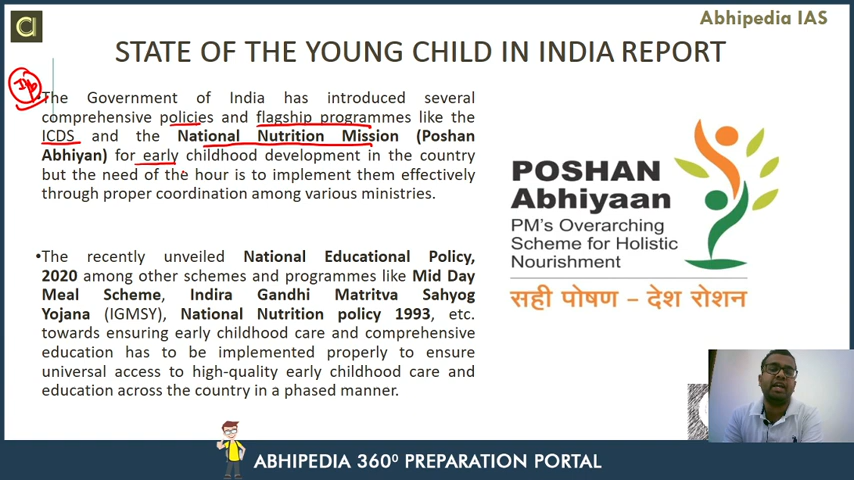 Abhipedia IAS
STATE OF THE YOUNG CHILD IN INDIA REPORT
Imp
•The Government of India has introduced several
comprehensive policies and flagship programmes like the
ICDS and the National Nutrition Mission (Poshan
Abhiyan) for early childhood development in the country
but the need of the hour is to implement them effectively
through proper coordination among various ministries.
•The recently unveiled National Educational Policy,
2020 among other schemes and programmes like Mid Day
Meal Scheme, Indira Gandhi Matritva Sahyog
Yojana (IGMSY), National Nutrition policy 1993, etc.
towards ensuring early childhood care and comprehensive
education has to be implemented properly to ensure
universal access to high-quality early childhood care and
education across the country in a phased manner.
POSHAN
Abhiyaan
PM's Overarching
Scheme for Holistic
Nourishment
सही पोषण – देश रोशन
ABHIPEDIA 360⁰ PREPARATION PORTAL